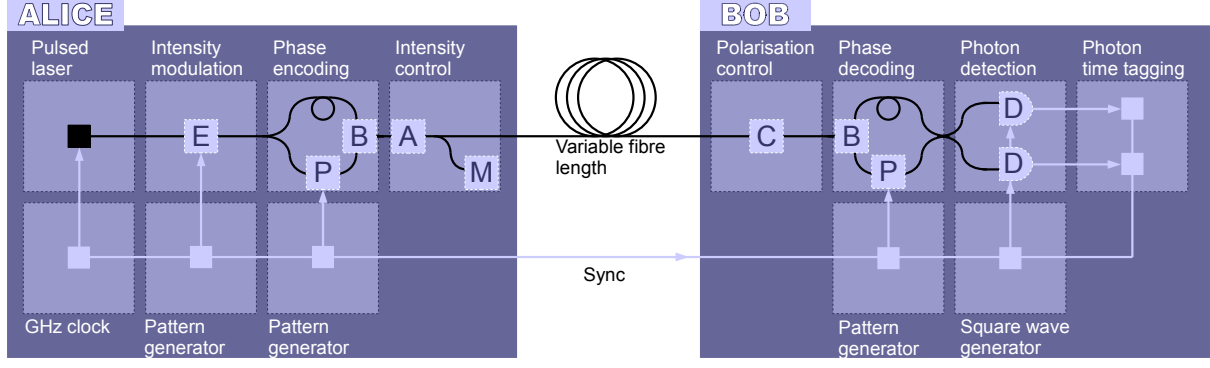 ALICE
BOB
Pulsed
laser
Intensity
modulation
Phase
encoding
Intensity
control
Polarisation
control
Phase
decoding
Photon
detection
Photon
time tagging
E
B
A
P
M
Variable fibre
length
C
B
P
D
D
Sync
GHz clock
Pattern
generator
Pattern
generator
Pattern
generator
Square wave
generator